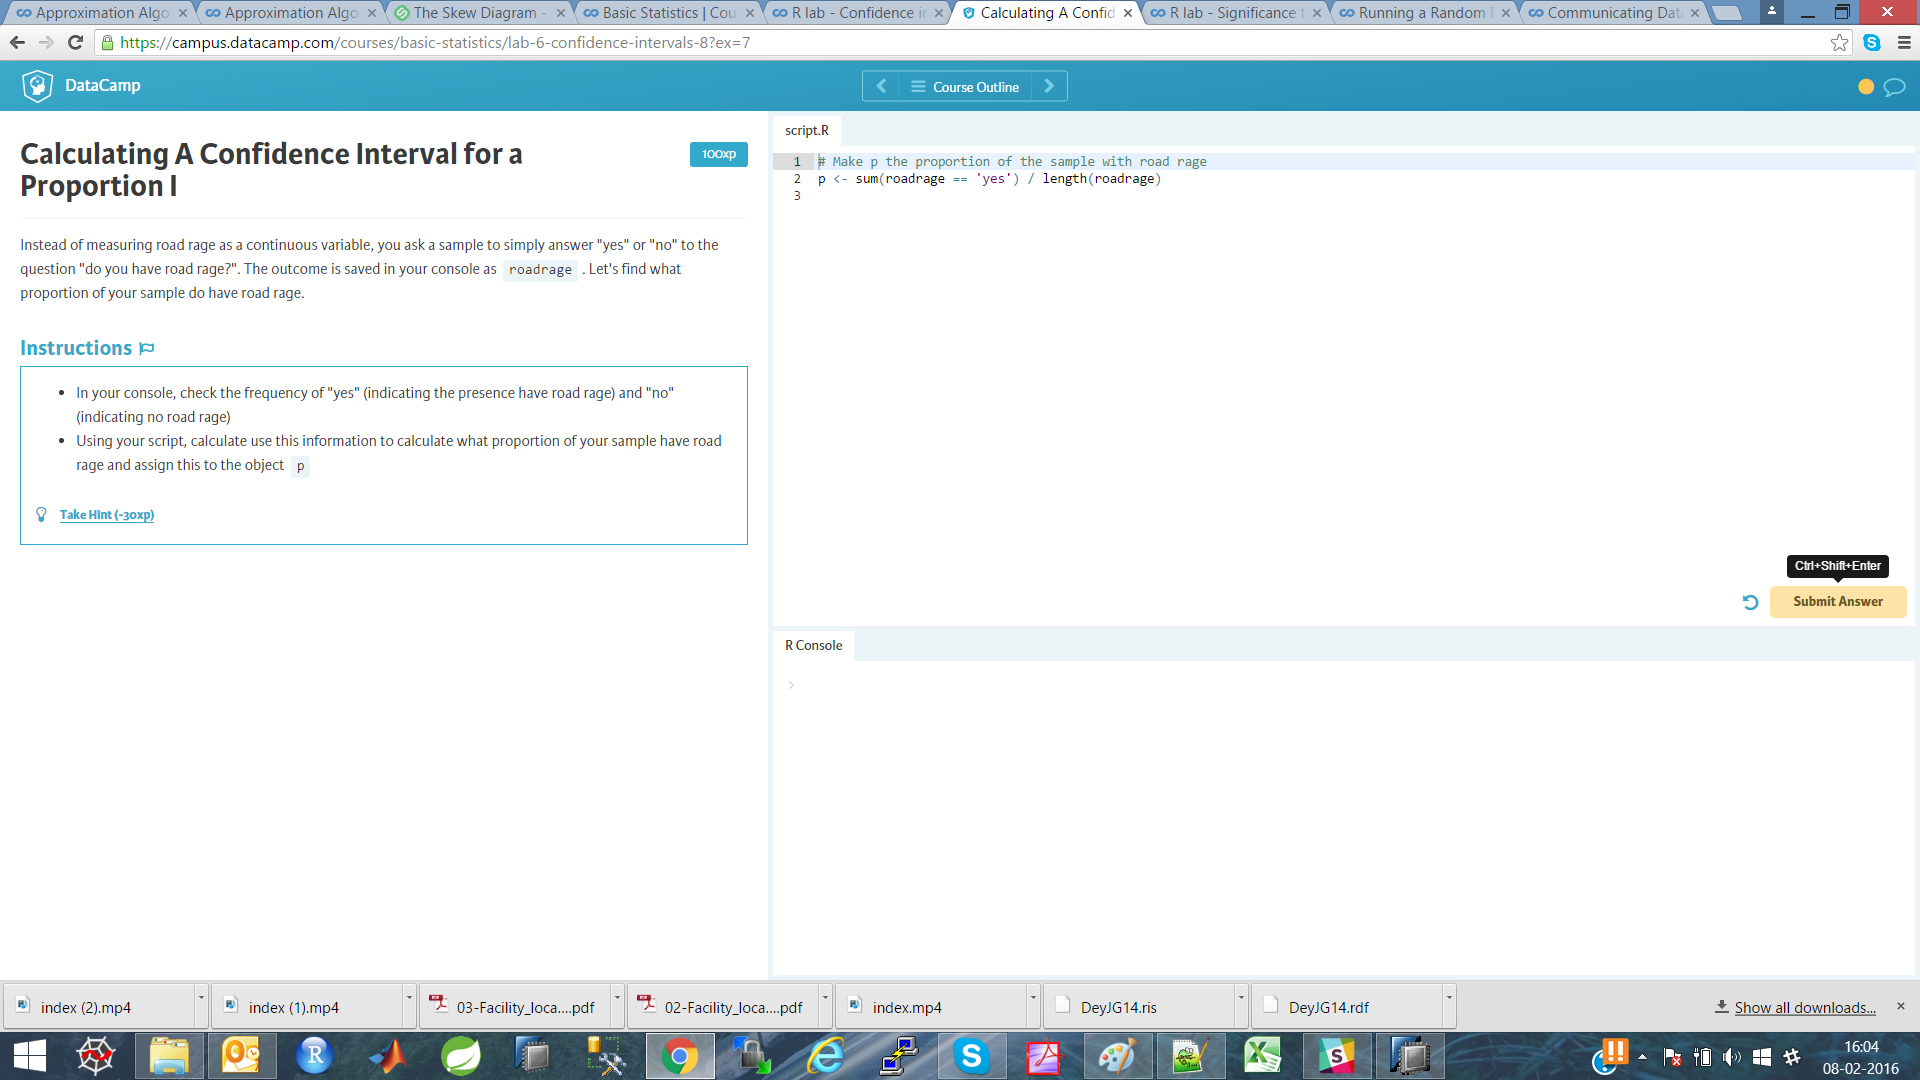 Approximation Algo
Approximation Algo
The Skew Diagram -
Basic Statistics | Cou
R lab - Confidence in
Calculating A Confid
R lab - Significance t
Running a Random F
Communicating Data
https://campus.datacamp.com/courses/basic-statistics/lab-6-confidence-intervals-8?ex=7
DataCamp
Course Outline
Calculating A Confidence Interval for a
Proportion I
100xp
Instead of measuring road rage as a continuous variable, you ask a sample to simply answer "yes" or "no" to the
question "do you have road rage?". The outcome is saved in your console as roadrage . Let's find what
proportion of your sample do have road rage.
Instructions
• In your console, check the frequency of "yes" (indicating the presence have road rage) and "no"
(indicating no road rage)
• Using your script, calculate use this information to calculate what proportion of your sample have road
rage and assign this to the object p
Take Hint (-30xp)
script.R
1 # Make p the proportion of the sample with road rage
2 p <- sum(roadrage == 'yes') / length(roadrage)
3
Ctrl+Shift+Enter
Submit Answer
R Console
>
index (2).mp4
index (1).mp4
03-Facility_loca....pdf
02-Facility_loca....pdf
index.mp4
DeyJG14.ris
DeyJG14.rdf
Show all downloads...
16:04
08-02-2016